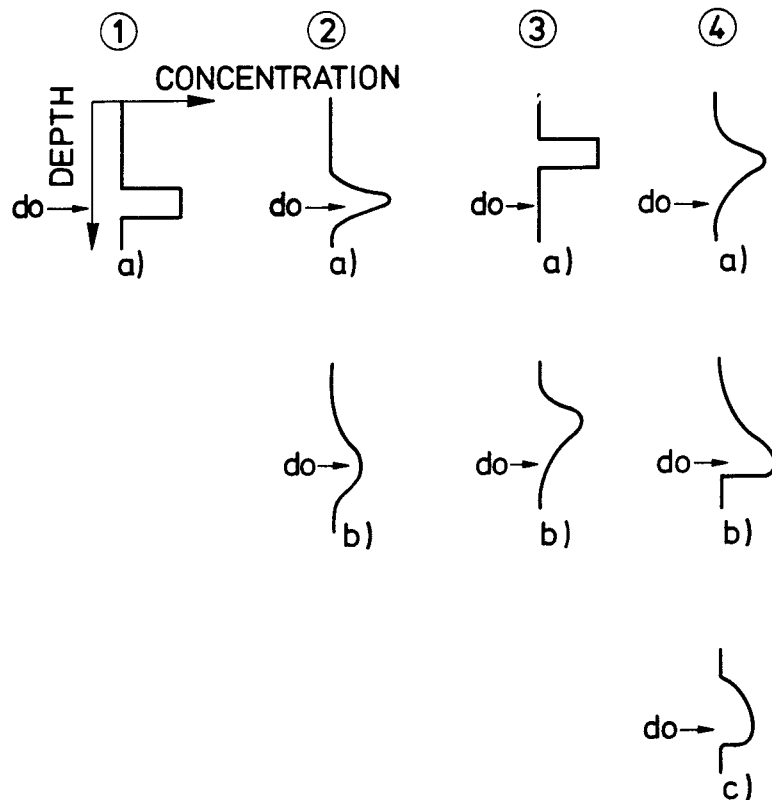 ① ② ③ ④
CONCENTRATION
DEPTH
do do do do
a) a) a) a)
do do do
b) b) b)
do
c)